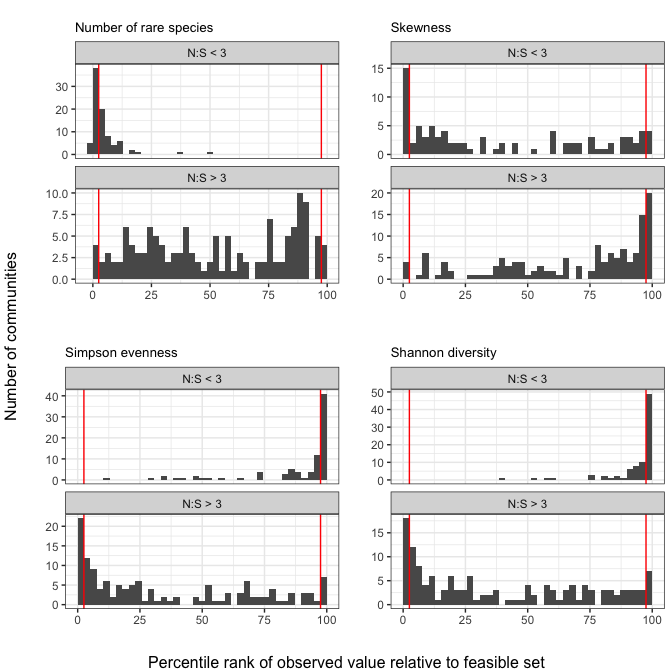 Number of rare species
N:S < 3
30
20
10
0
N:S > 3
10.0
7.5
5.0
2.5
0.0
0 25 50 75 100
Skewness
N:S < 3
15
10
5
0
N:S > 3
20
15
10
5
0
0 25 50 75 100
Number of communities
Simpson evenness
N:S < 3
40
30
20
10
0
N:S > 3
20
15
10
5
0
0 25 50 75 100
Shannon diversity
N:S < 3
50
40
30
20
10
0
N:S > 3
15
10
5
0
0 25 50 75 100
Percentile rank of observed value relative to feasible set